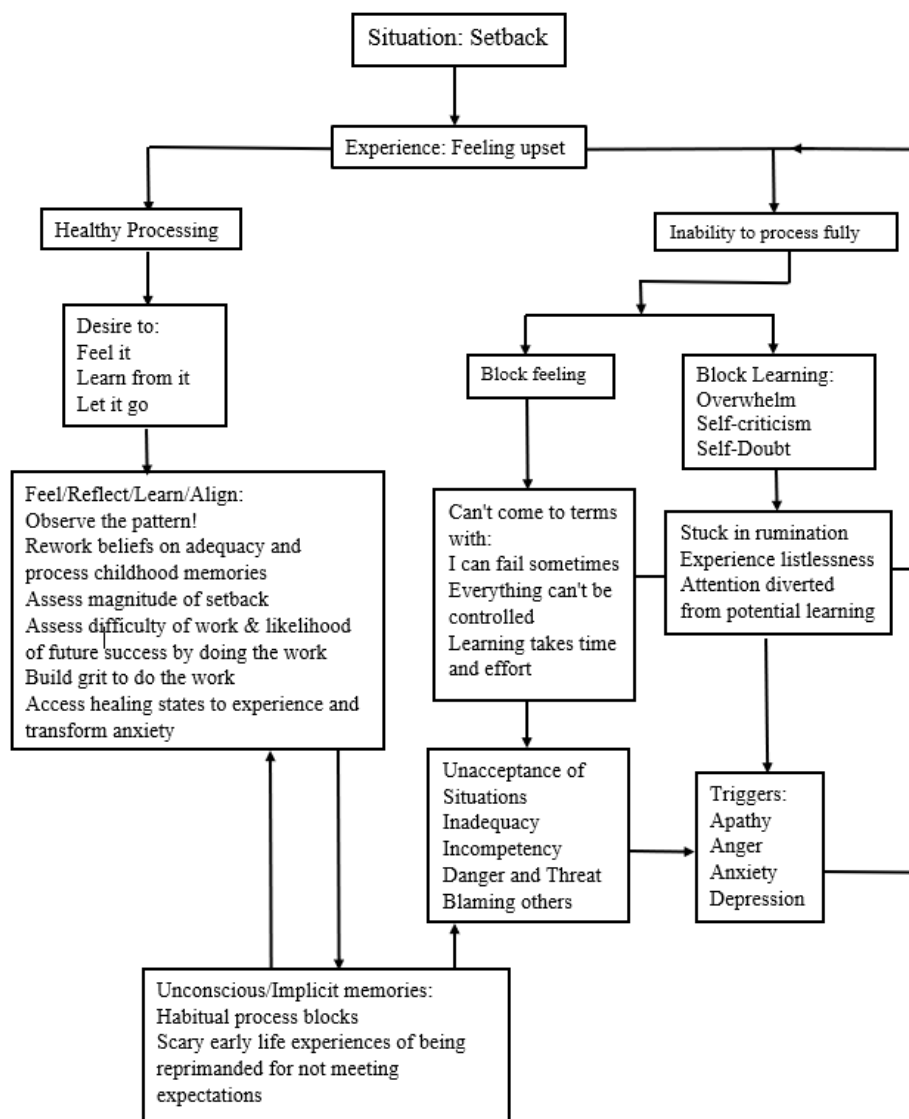 Situation: Setback
Experience: Feeling upset
Healthy Processing
Inability to process fully
Desire to:
Feel it
Learn from it
Let it go
Block feeling
Block Learning:
Overwhelm
Self-criticism
Self-Doubt
Feel/Reflect/Learn/Align:
Observe the pattern!
Rework beliefs on adequacy and
process childhood memories
Assess magnitude of setback
Assess difficulty of work & likelihood
of future success by doing the work
Build grit to do the work
Access healing states to experience and
transform anxiety
Can't come to terms
with:
I can fail sometimes
Everything can't be
controlled
Learning takes time
and effort
Stuck in rumination
Experience listlessness
Attention diverted
from potential learning
Unacceptance of
Situations
Inadequacy
Incompetency
Danger and Threat
Blaming others
Triggers:
Apathy
Anger
Anxiety
Depression
Unconscious/Implicit memories:
Habitual process blocks
Scary early life experiences of being
reprimanded for not meeting
expectations